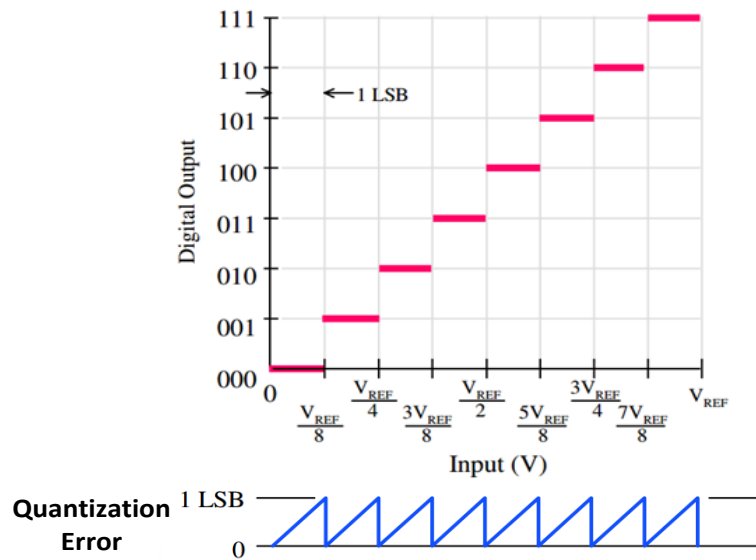 111
110
1 LSB
101
100
011
010
001
000
Digital Output
0
V_REF/8
V_REF/4
3V_REF/8
V_REF/2
5V_REF/8
3V_REF/4
7V_REF/8
V_REF
Input (V)
Quantization
Error
1 LSB
0